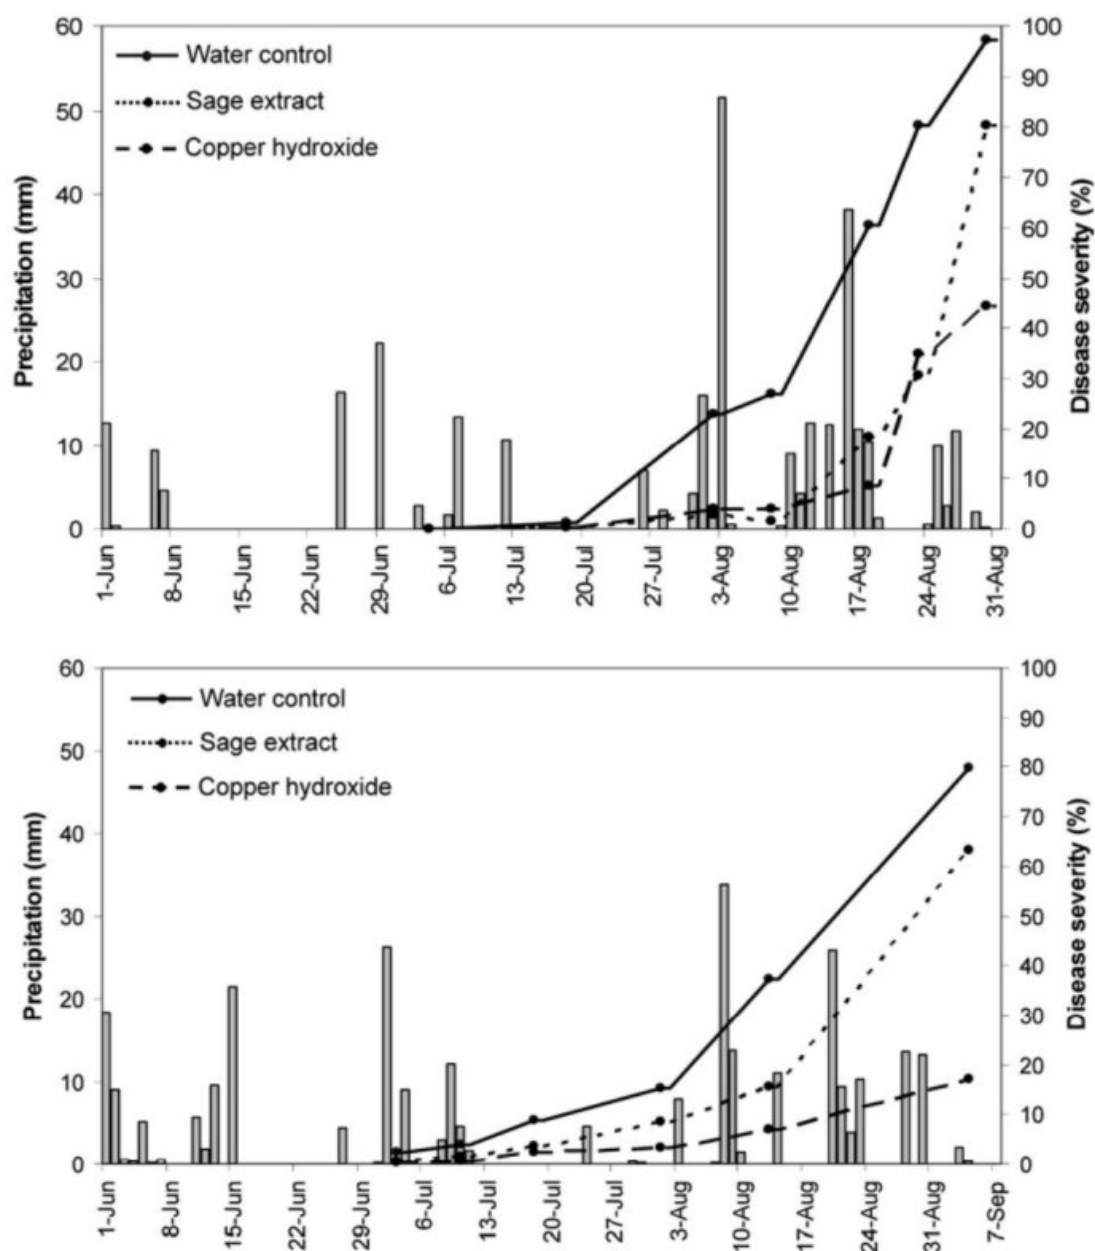 60
50
40
30
20
10
0
Precipitation (mm)
Water control
Sage extract
Copper hydroxide
100
90
80
70
60
50
40
30
20
10
0
Disease severity (%)
1-Jun
8-Jun
15-Jun
22-Jun
29-Jun
6-Jul
13-Jul
20-Jul
27-Jul
3-Aug
10-Aug
17-Aug
24-Aug
31-Aug
60
50
40
30
20
10
0
Precipitation (mm)
Water control
Sage extract
Copper hydroxide
100
90
80
70
60
50
40
30
20
10
0
Disease severity (%)
1-Jun
8-Jun
15-Jun
22-Jun
29-Jun
6-Jul
13-Jul
20-Jul
27-Jul
3-Aug
10-Aug
17-Aug
24-Aug
31-Aug
7-Sep